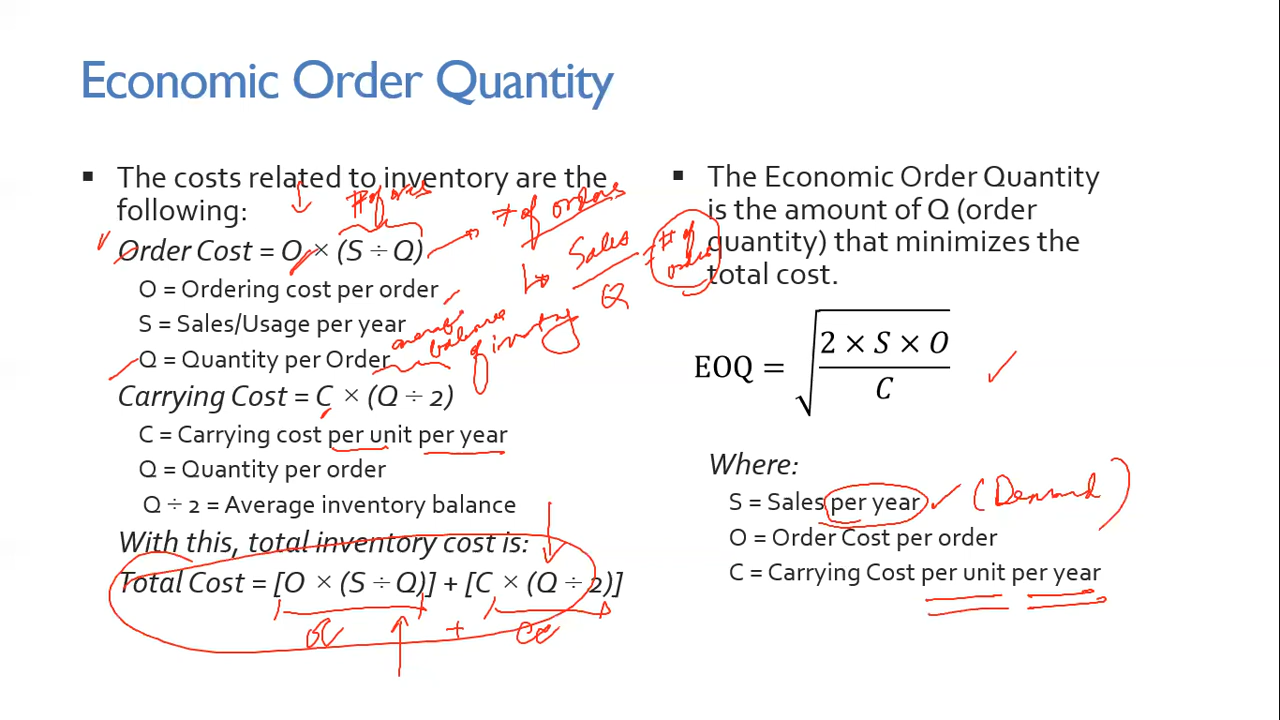 Economic Order Quantity
▪ The costs related to inventory are the
following:
# of ords
Order Cost = O × (S ÷ Q)
# of orders
Sales
Q
= # of
orders
O = Ordering cost per order
S = Sales/Usage per year
Q = Quantity per Order
average
balance
of inventory
Carrying Cost = C × (Q ÷ 2)
C = Carrying cost per unit per year
Q = Quantity per order
Q ÷ 2 = Average inventory balance
With this, total inventory cost is:
Total Cost = [O × (S ÷ Q)] + [C × (Q ÷ 2)]
OC + CC
▪ The Economic Order Quantity
is the amount of Q (order
quantity) that minimizes the
total cost.
EOQ = √
2 × S × O
C
Where:
S = Sales per year (Demand)
O = Order Cost per order
C = Carrying Cost per unit per year